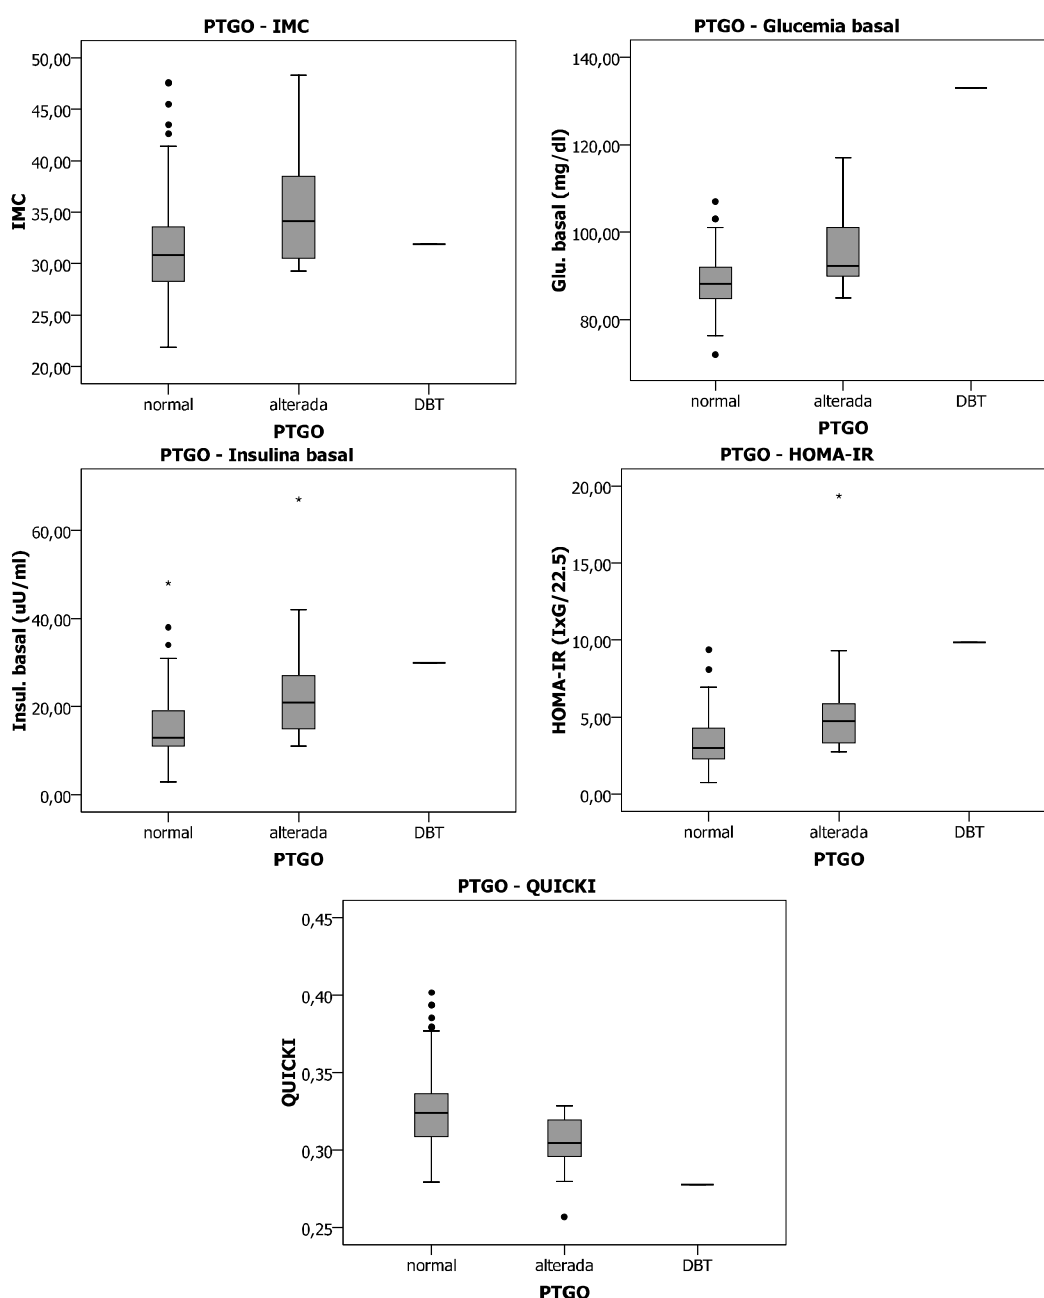 PTGO - IMC
50,00
45,00
40,00
35,00
30,00
25,00
20,00
IMC
normal alterada DBT
PTGO
PTGO - Glucemia basal
140,00
120,00
100,00
80,00
Glu. basal (mg/dl)
normal alterada DBT
PTGO
PTGO - Insulina basal
60,00
40,00
20,00
0,00
Insul. basal (uU/ml)
normal alterada DBT
PTGO
PTGO - HOMA-IR
20,00
15,00
10,00
5,00
0,00
HOMA-IR (IxG/22.5)
normal alterada DBT
PTGO
PTGO - QUICKI
0,45
0,40
0,35
0,30
0,25
QUICKI
normal alterada DBT
PTGO